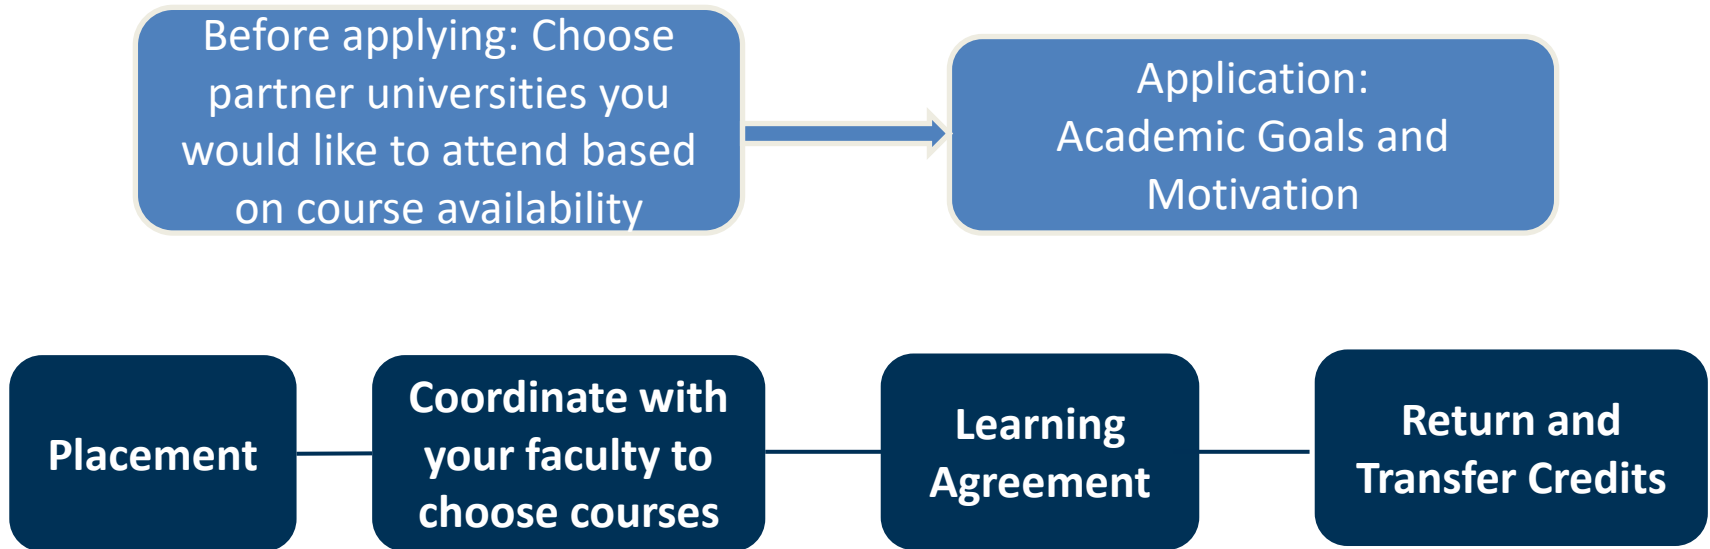 Before applying: Choose
partner universities you
would like to attend based
on course availability
Application:
Academic Goals and
Motivation
Placement
Coordinate with
your faculty to
choose courses
Learning
Agreement
Return and
Transfer Credits